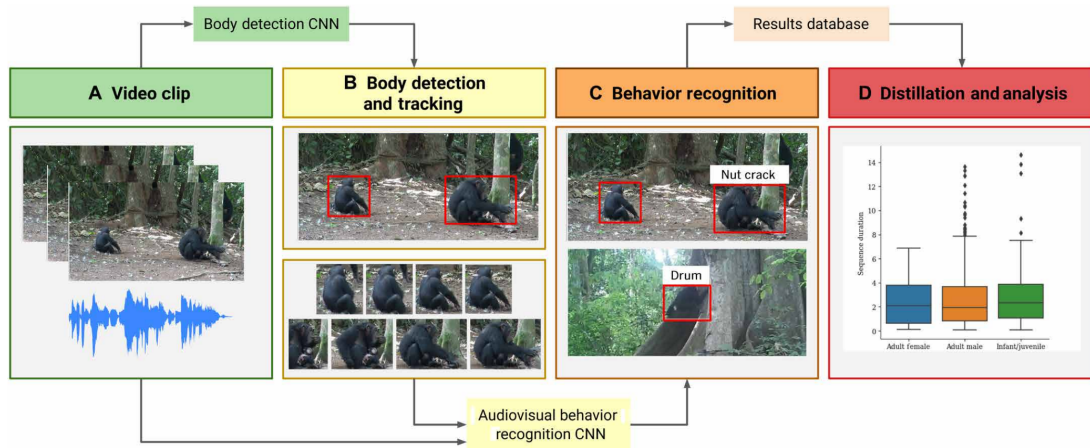 Body detection CNN
Results database
A Video clip
B Body detection
and tracking
C Behavior recognition
D Distillation and analysis
Nut crack
Drum
Sequence duration
14
12
10
8
6
4
2
0
Adult female
Adult male
Infant/juvenile
Audiovisual behavior
recognition CNN